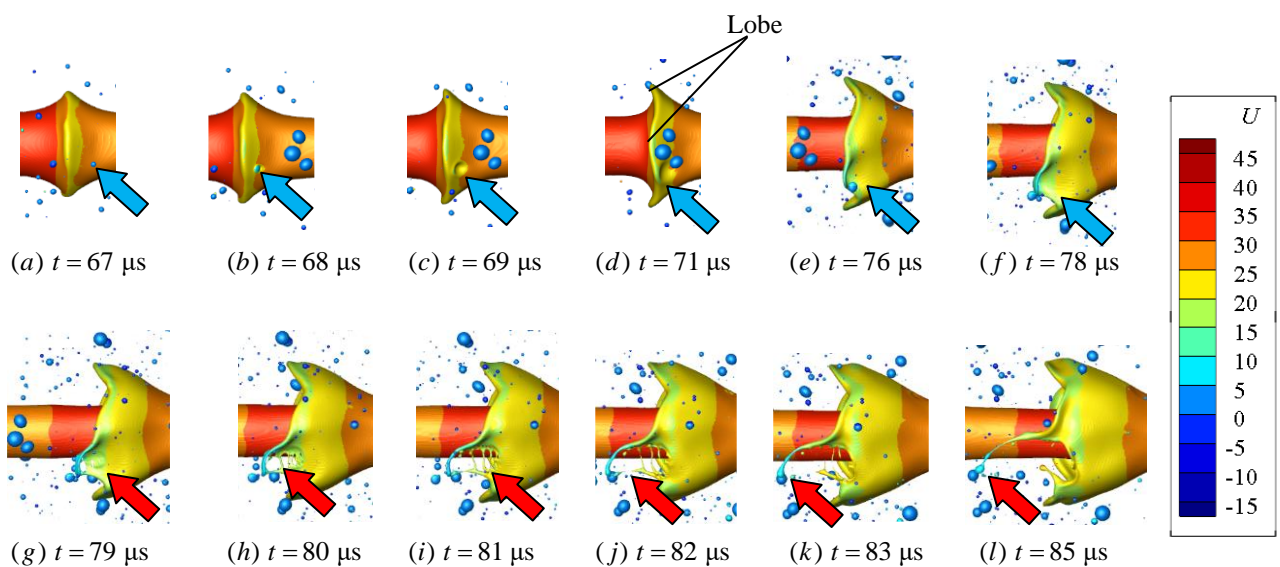 Lobe
(a) t = 67 μs
(b) t = 68 μs
(c) t = 69 μs
(d) t = 71 μs
(e) t = 76 μs
(f) t = 78 μs
(g) t = 79 μs
(h) t = 80 μs
(i) t = 81 μs
(j) t = 82 μs
(k) t = 83 μs
(l) t = 85 μs
U
45
40
35
30
25
20
15
10
5
0
-5
-10
-15